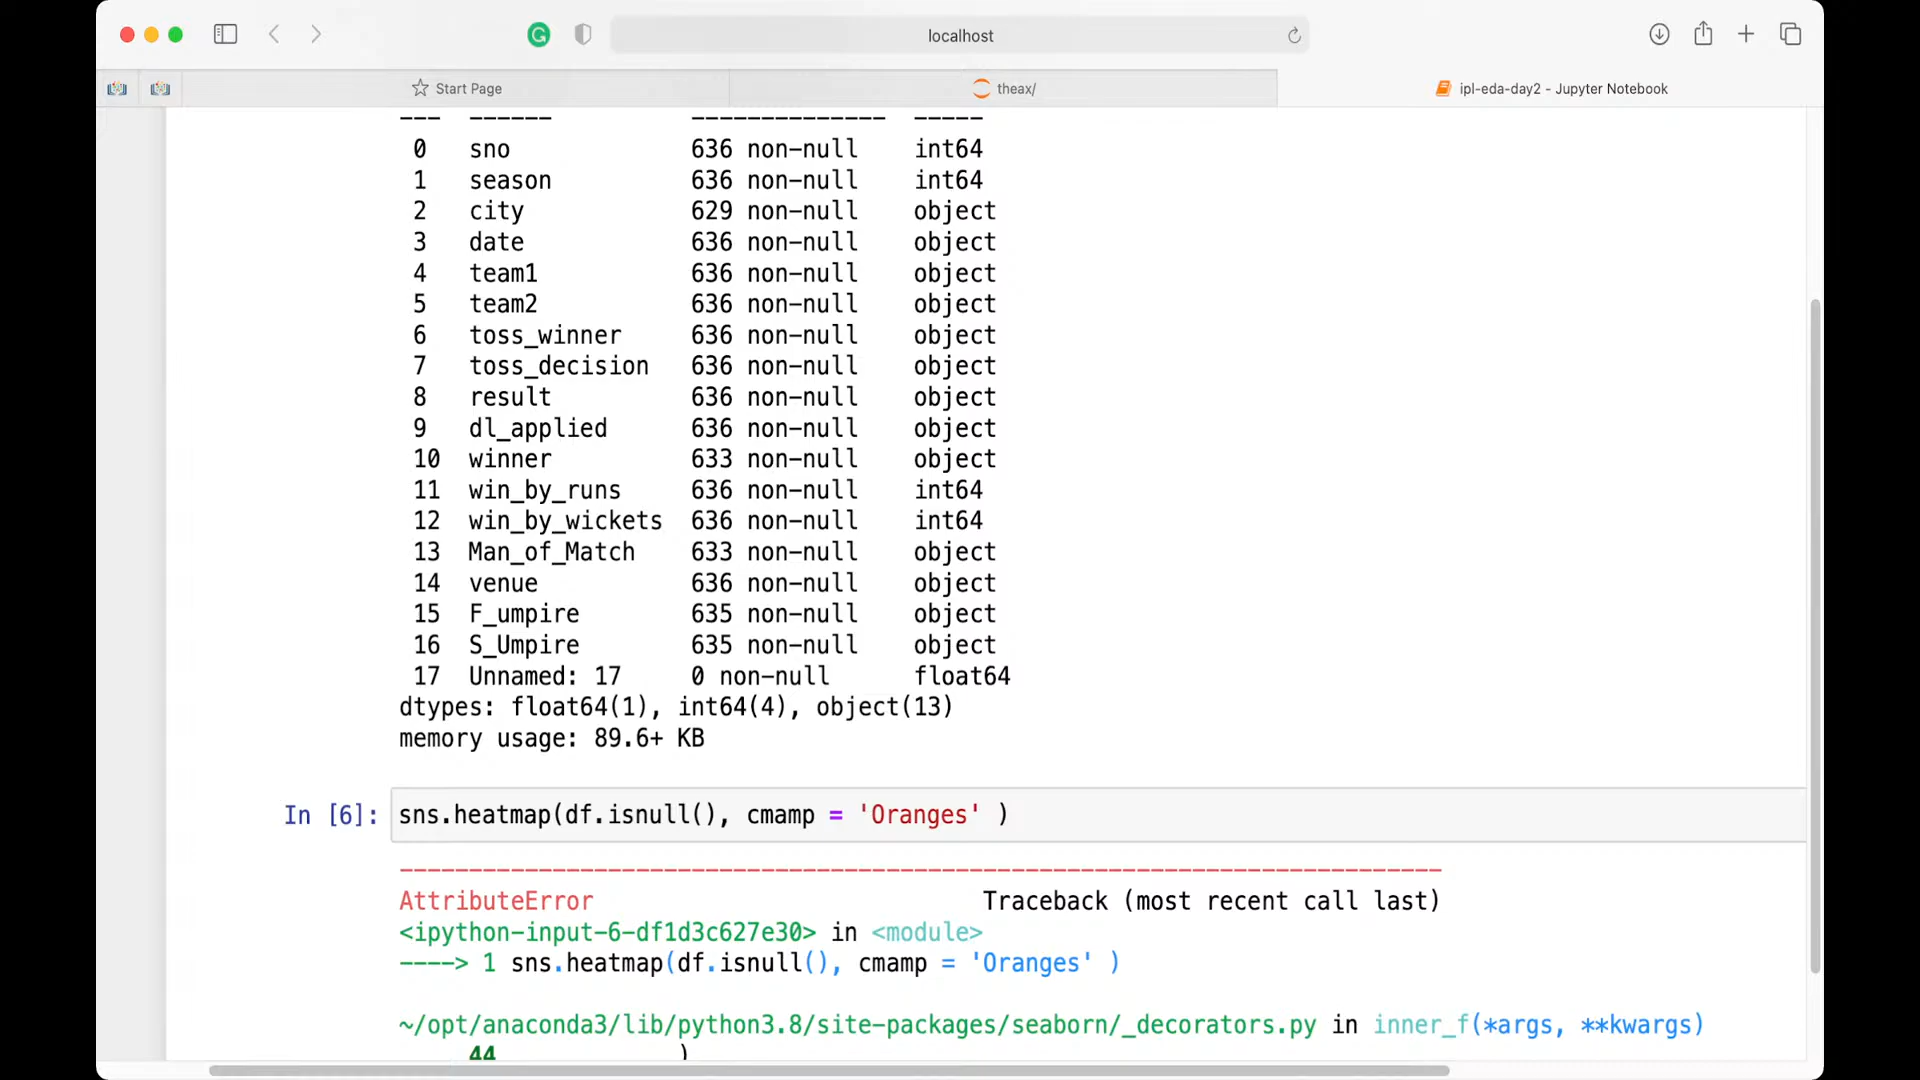 localhost
Start Page
theax/
ipl-eda-day2 - Jupyter Notebook
--- ------ -------------- -----
0 sno 636 non-null int64
1 season 636 non-null int64
2 city 629 non-null object
3 date 636 non-null object
4 team1 636 non-null object
5 team2 636 non-null object
6 toss_winner 636 non-null object
7 toss_decision 636 non-null object
8 result 636 non-null object
9 dl_applied 636 non-null object
10 winner 633 non-null object
11 win_by_runs 636 non-null int64
12 win_by_wickets 636 non-null int64
13 Man_of_Match 633 non-null object
14 venue 636 non-null object
15 F_umpire 635 non-null object
16 S_Umpire 635 non-null object
17 Unnamed: 17 0 non-null float64
dtypes: float64(1), int64(4), object(13)
memory usage: 89.6+ KB
In [6]: sns.heatmap(df.isnull(), cmamp = 'Oranges' )
---------------------------------------------------------------------------
AttributeError Traceback (most recent call last)
<ipython-input-6-df1d3c627e30> in <module>
----> 1 sns.heatmap(df.isnull(), cmamp = 'Oranges' )
~/opt/anaconda3/lib/python3.8/site-packages/seaborn/_decorators.py in inner_f(*args, **kwargs)
44 )